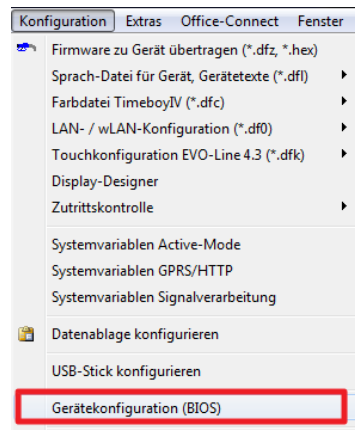 Konfiguration Extras Office-Connect Fenster
Firmware zu Gerät übertragen (*.dfz, *.hex)
Sprach-Datei für Gerät, Gerätetexte (*.dfl)
Farbdatei TimeboyIV (*.dfc)
LAN- / wLAN-Konfiguration (*.df0)
Touchkonfiguration EVO-Line 4.3 (*.dfk)
Display-Designer
Zutrittskontrolle
Systemvariablen Active-Mode
Systemvariablen GPRS/HTTP
Systemvariablen Signalverarbeitung
Datenablage konfigurieren
USB-Stick konfigurieren
Gerätekonfiguration (BIOS)